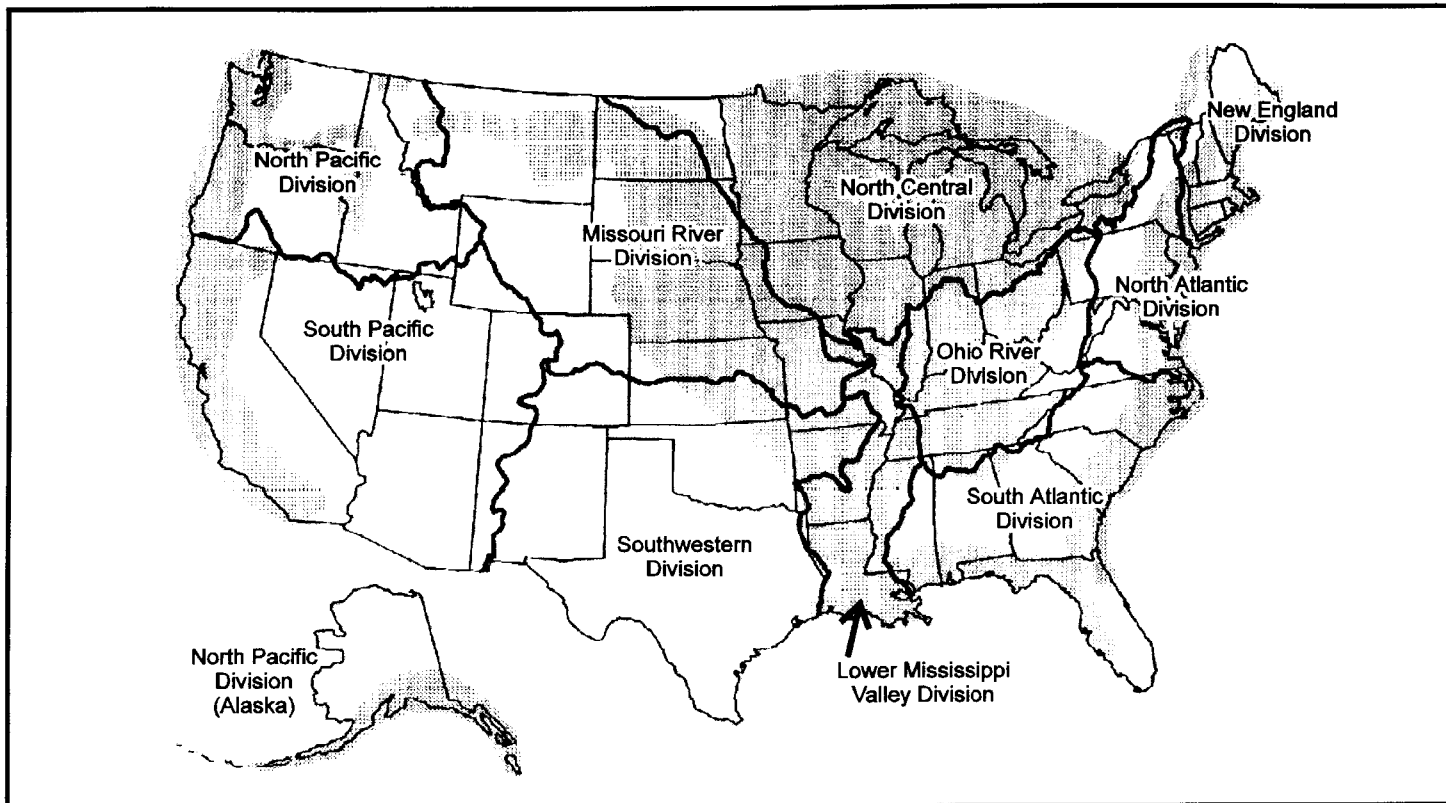 New England
Division
North Pacific
Division
North Central
Division
Missouri River
Division
North Atlantic
Division
South Pacific
Division
Ohio River
Division
South Atlantic
Division
Southwestern
Division
Lower Mississippi
Valley Division
North Pacific
Division
(Alaska)